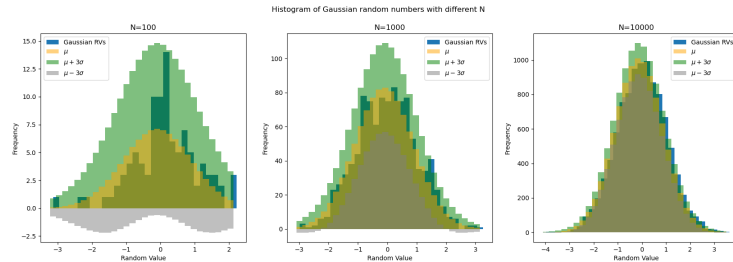 Histogram of Gaussian random numbers with different N
N=100
Frequency
15.0
12.5
10.0
7.5
5.0
2.5
0.0
−2.5
Gaussian RVs
μ
μ + 3σ
μ − 3σ
−3 −2 −1 0 1 2
Random Value
N=1000
Frequency
100
80
60
40
20
0
Gaussian RVs
μ
μ + 3σ
μ − 3σ
−3 −2 −1 0 1 2 3
Random Value
N=10000
Frequency
1000
800
600
400
200
0
Gaussian RVs
μ
μ + 3σ
μ − 3σ
−4 −3 −2 −1 0 1 2 3
Random Value